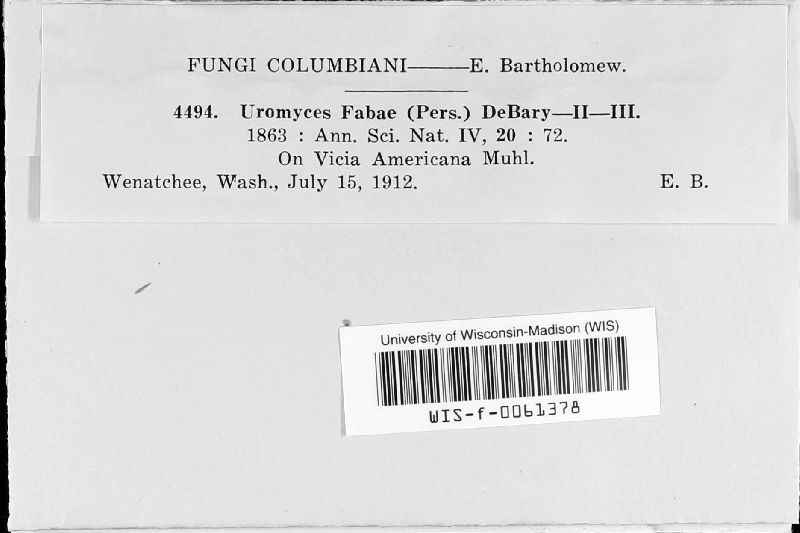 FUNGI COLUMBIANI———E. Bartholomew.
4494. Uromyces Fabae (Pers.) DeBary—II—III.
1863 : Ann. Sci. Nat. IV, 20 : 72.
On Vicia Americana Muhl.
Wenatchee, Wash., July 15, 1912. E. B.
University of Wisconsin-Madison (WIS)
WIS-f-0061378